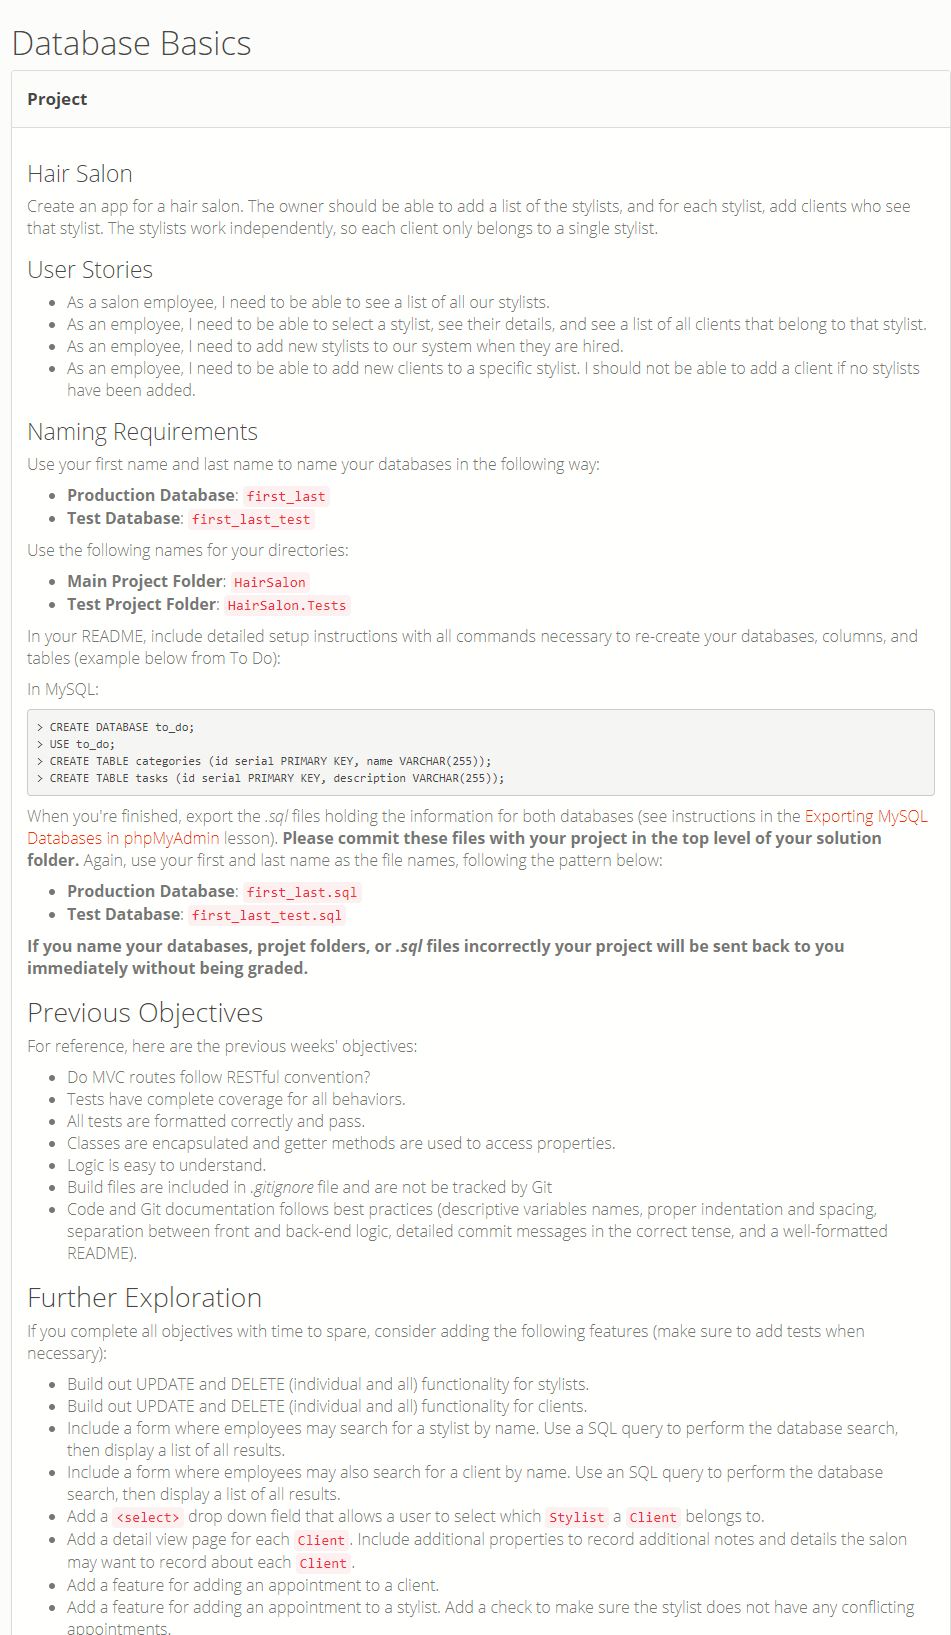 Database Basics
Project
Hair Salon
Create an app for a hair salon. The owner should be able to add a list of the stylists, and for each stylist, add clients who see
that stylist. The stylists work independently, so each client only belongs to a single stylist.
User Stories
• As a salon employee, I need to be able to see a list of all our stylists.
• As an employee, I need to be able to select a stylist, see their details, and see a list of all clients that belong to that stylist.
• As an employee, I need to add new stylists to our system when they are hired.
• As an employee, I need to be able to add new clients to a specific stylist. I should not be able to add a client if no stylists
have been added.
Naming Requirements
Use your first name and last name to name your databases in the following way:
• Production Database: first_last
• Test Database: first_last_test
Use the following names for your directories:
• Main Project Folder: HairSalon
• Test Project Folder: HairSalon.Tests
In your README, include detailed setup instructions with all commands necessary to re-create your databases, columns, and
tables (example below from To Do):
In MySQL:
> CREATE DATABASE to_do;
> USE to_do;
> CREATE TABLE categories (id serial PRIMARY KEY, name VARCHAR(255));
> CREATE TABLE tasks (id serial PRIMARY KEY, description VARCHAR(255));
When you're finished, export the .sql files holding the information for both databases (see instructions in the Exporting MySQL
Databases in phpMyAdmin lesson). Please commit these files with your project in the top level of your solution
folder. Again, use your first and last name as the file names, following the pattern below:
• Production Database: first_last.sql
• Test Database: first_last_test.sql
If you name your databases, projet folders, or .sql files incorrectly your project will be sent back to you
immediately without being graded.
Previous Objectives
For reference, here are the previous weeks' objectives:
• Do MVC routes follow RESTful convention?
• Tests have complete coverage for all behaviors.
• All tests are formatted correctly and pass.
• Classes are encapsulated and getter methods are used to access properties.
• Logic is easy to understand.
• Build files are included in .gitignore file and are not be tracked by Git
• Code and Git documentation follows best practices (descriptive variables names, proper indentation and spacing,
separation between front and back-end logic, detailed commit messages in the correct tense, and a well-formatted
README).
Further Exploration
If you complete all objectives with time to spare, consider adding the following features (make sure to add tests when
necessary):
• Build out UPDATE and DELETE (individual and all) functionality for stylists.
• Build out UPDATE and DELETE (individual and all) functionality for clients.
• Include a form where employees may search for a stylist by name. Use a SQL query to perform the database search,
then display a list of all results.
• Include a form where employees may also search for a client by name. Use an SQL query to perform the database
search, then display a list of all results.
• Add a <select> drop down field that allows a user to select which Stylist a Client belongs to.
• Add a detail view page for each Client. Include additional properties to record additional notes and details the salon
may want to record about each Client.
• Add a feature for adding an appointment to a client.
• Add a feature for adding an appointment to a stylist. Add a check to make sure the stylist does not have any conflicting
appointments.